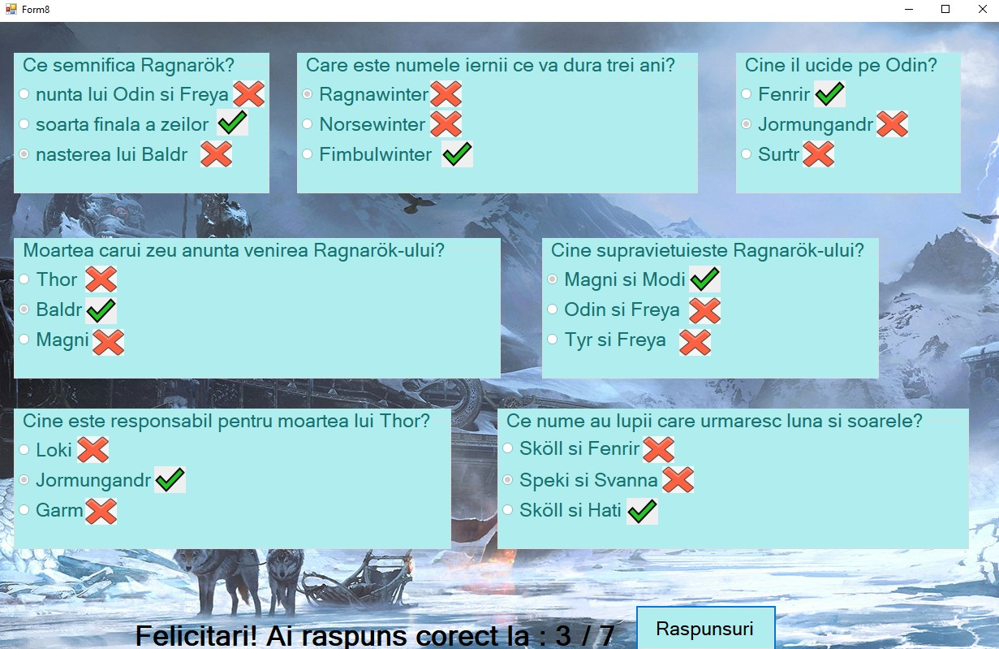 Form8
Ce semnifica Ragnarök?
nunta lui Odin si Freya
soarta finala a zeilor
nasterea lui Baldr
Care este numele iernii ce va dura trei ani?
Ragnawinter
Norsewinter
Fimbulwinter
Cine il ucide pe Odin?
Fenrir
Jormungandr
Surtr
Moartea carui zeu anunta venirea Ragnarök-ului?
Thor
Baldr
Magni
Cine supravietuieste Ragnarök-ului?
Magni si Modi
Odin si Freya
Tyr si Freya
Cine este responsabil pentru moartea lui Thor?
Loki
Jormungandr
Garm
Ce nume au lupii care urmaresc luna si soarele?
Sköll si Fenrir
Speki si Svanna
Sköll si Hati
Felicitari! Ai raspuns corect la : 3 / 7
Raspunsuri